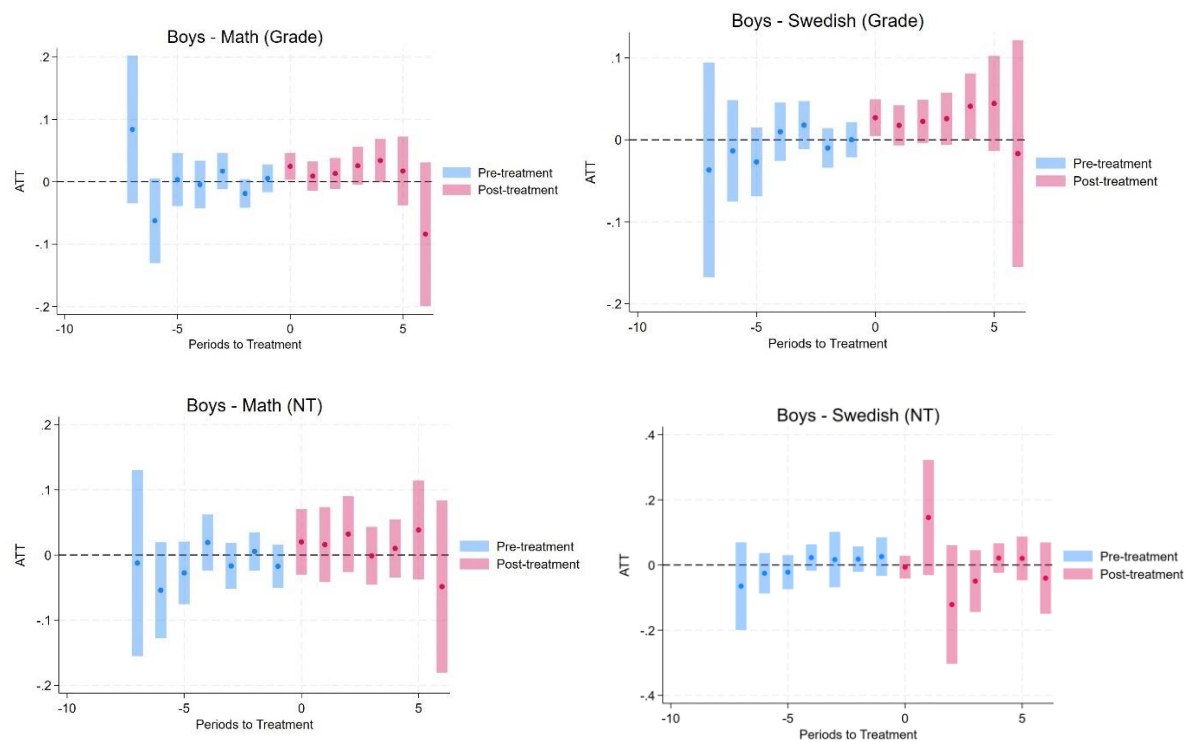 Boys - Math (Grade)
.2
.1
0
-.1
-.2
ATT
-10
-5
0
5
Periods to Treatment
Pre-treatment
Post-treatment
Boys - Swedish (Grade)
.1
0
-.1
-.2
ATT
-10
-5
0
5
Periods to Treatment
Pre-treatment
Post-treatment
Boys - Math (NT)
.2
.1
0
-.1
-.2
ATT
-10
-5
0
5
Periods to Treatment
Pre-treatment
Post-treatment
Boys - Swedish (NT)
.4
.2
0
-.2
-.4
ATT
-10
-5
0
5
Periods to Treatment
Pre-treatment
Post-treatment